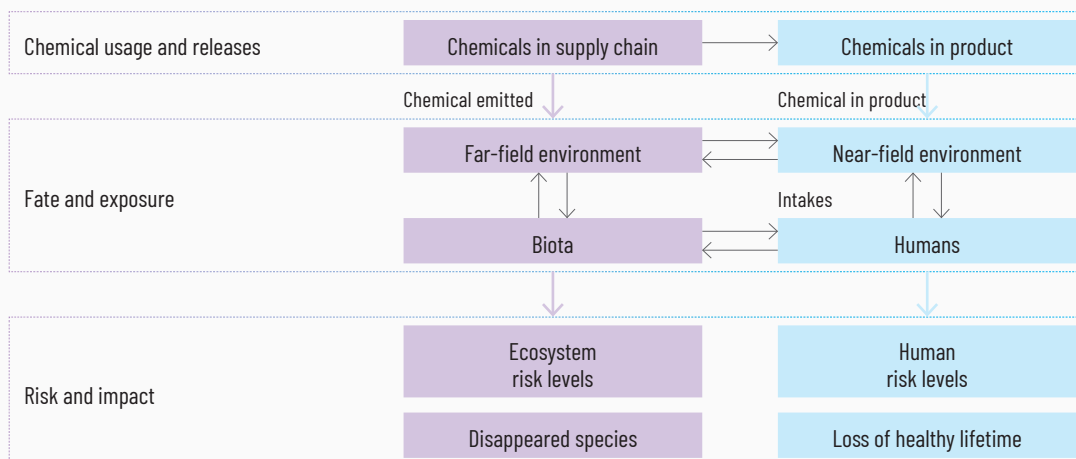 Chemical usage and releases
Chemicals in supply chain
Chemicals in product
Chemical emitted
Chemical in product
Fate and exposure
Far-field environment
Near-field environment
Intakes
Biota
Humans
Risk and impact
Ecosystem
risk levels
Human
risk levels
Disappeared species
Loss of healthy lifetime